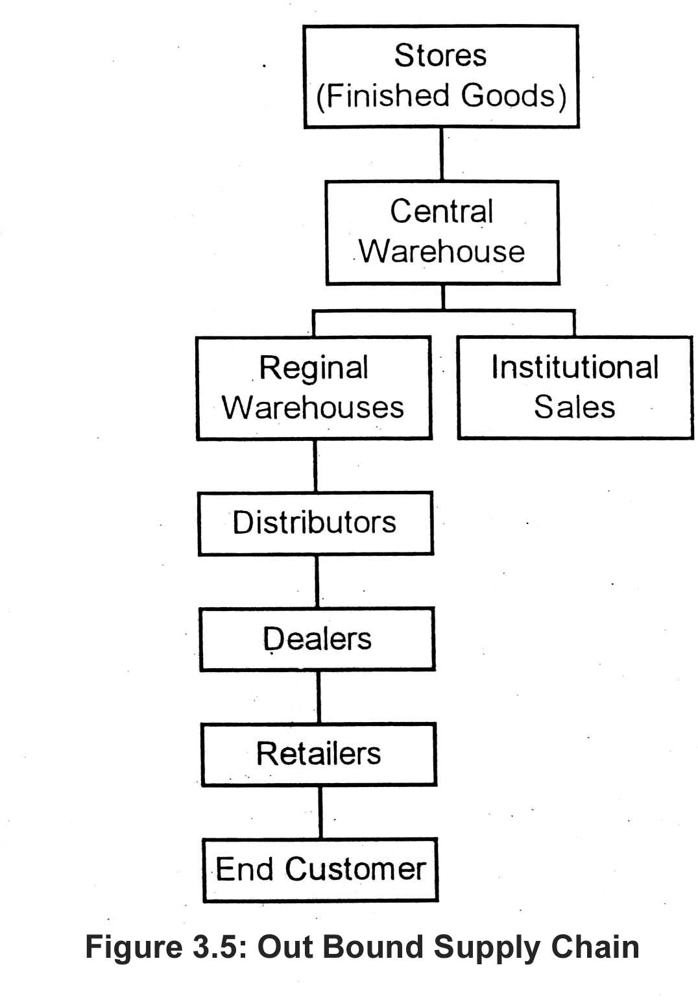 Stores
(Finished Goods)
Central
Warehouse
Reginal
Warehouses
Institutional
Sales
Distributors
Dealers
Retailers
End Customer
Figure 3.5: Out Bound Supply Chain